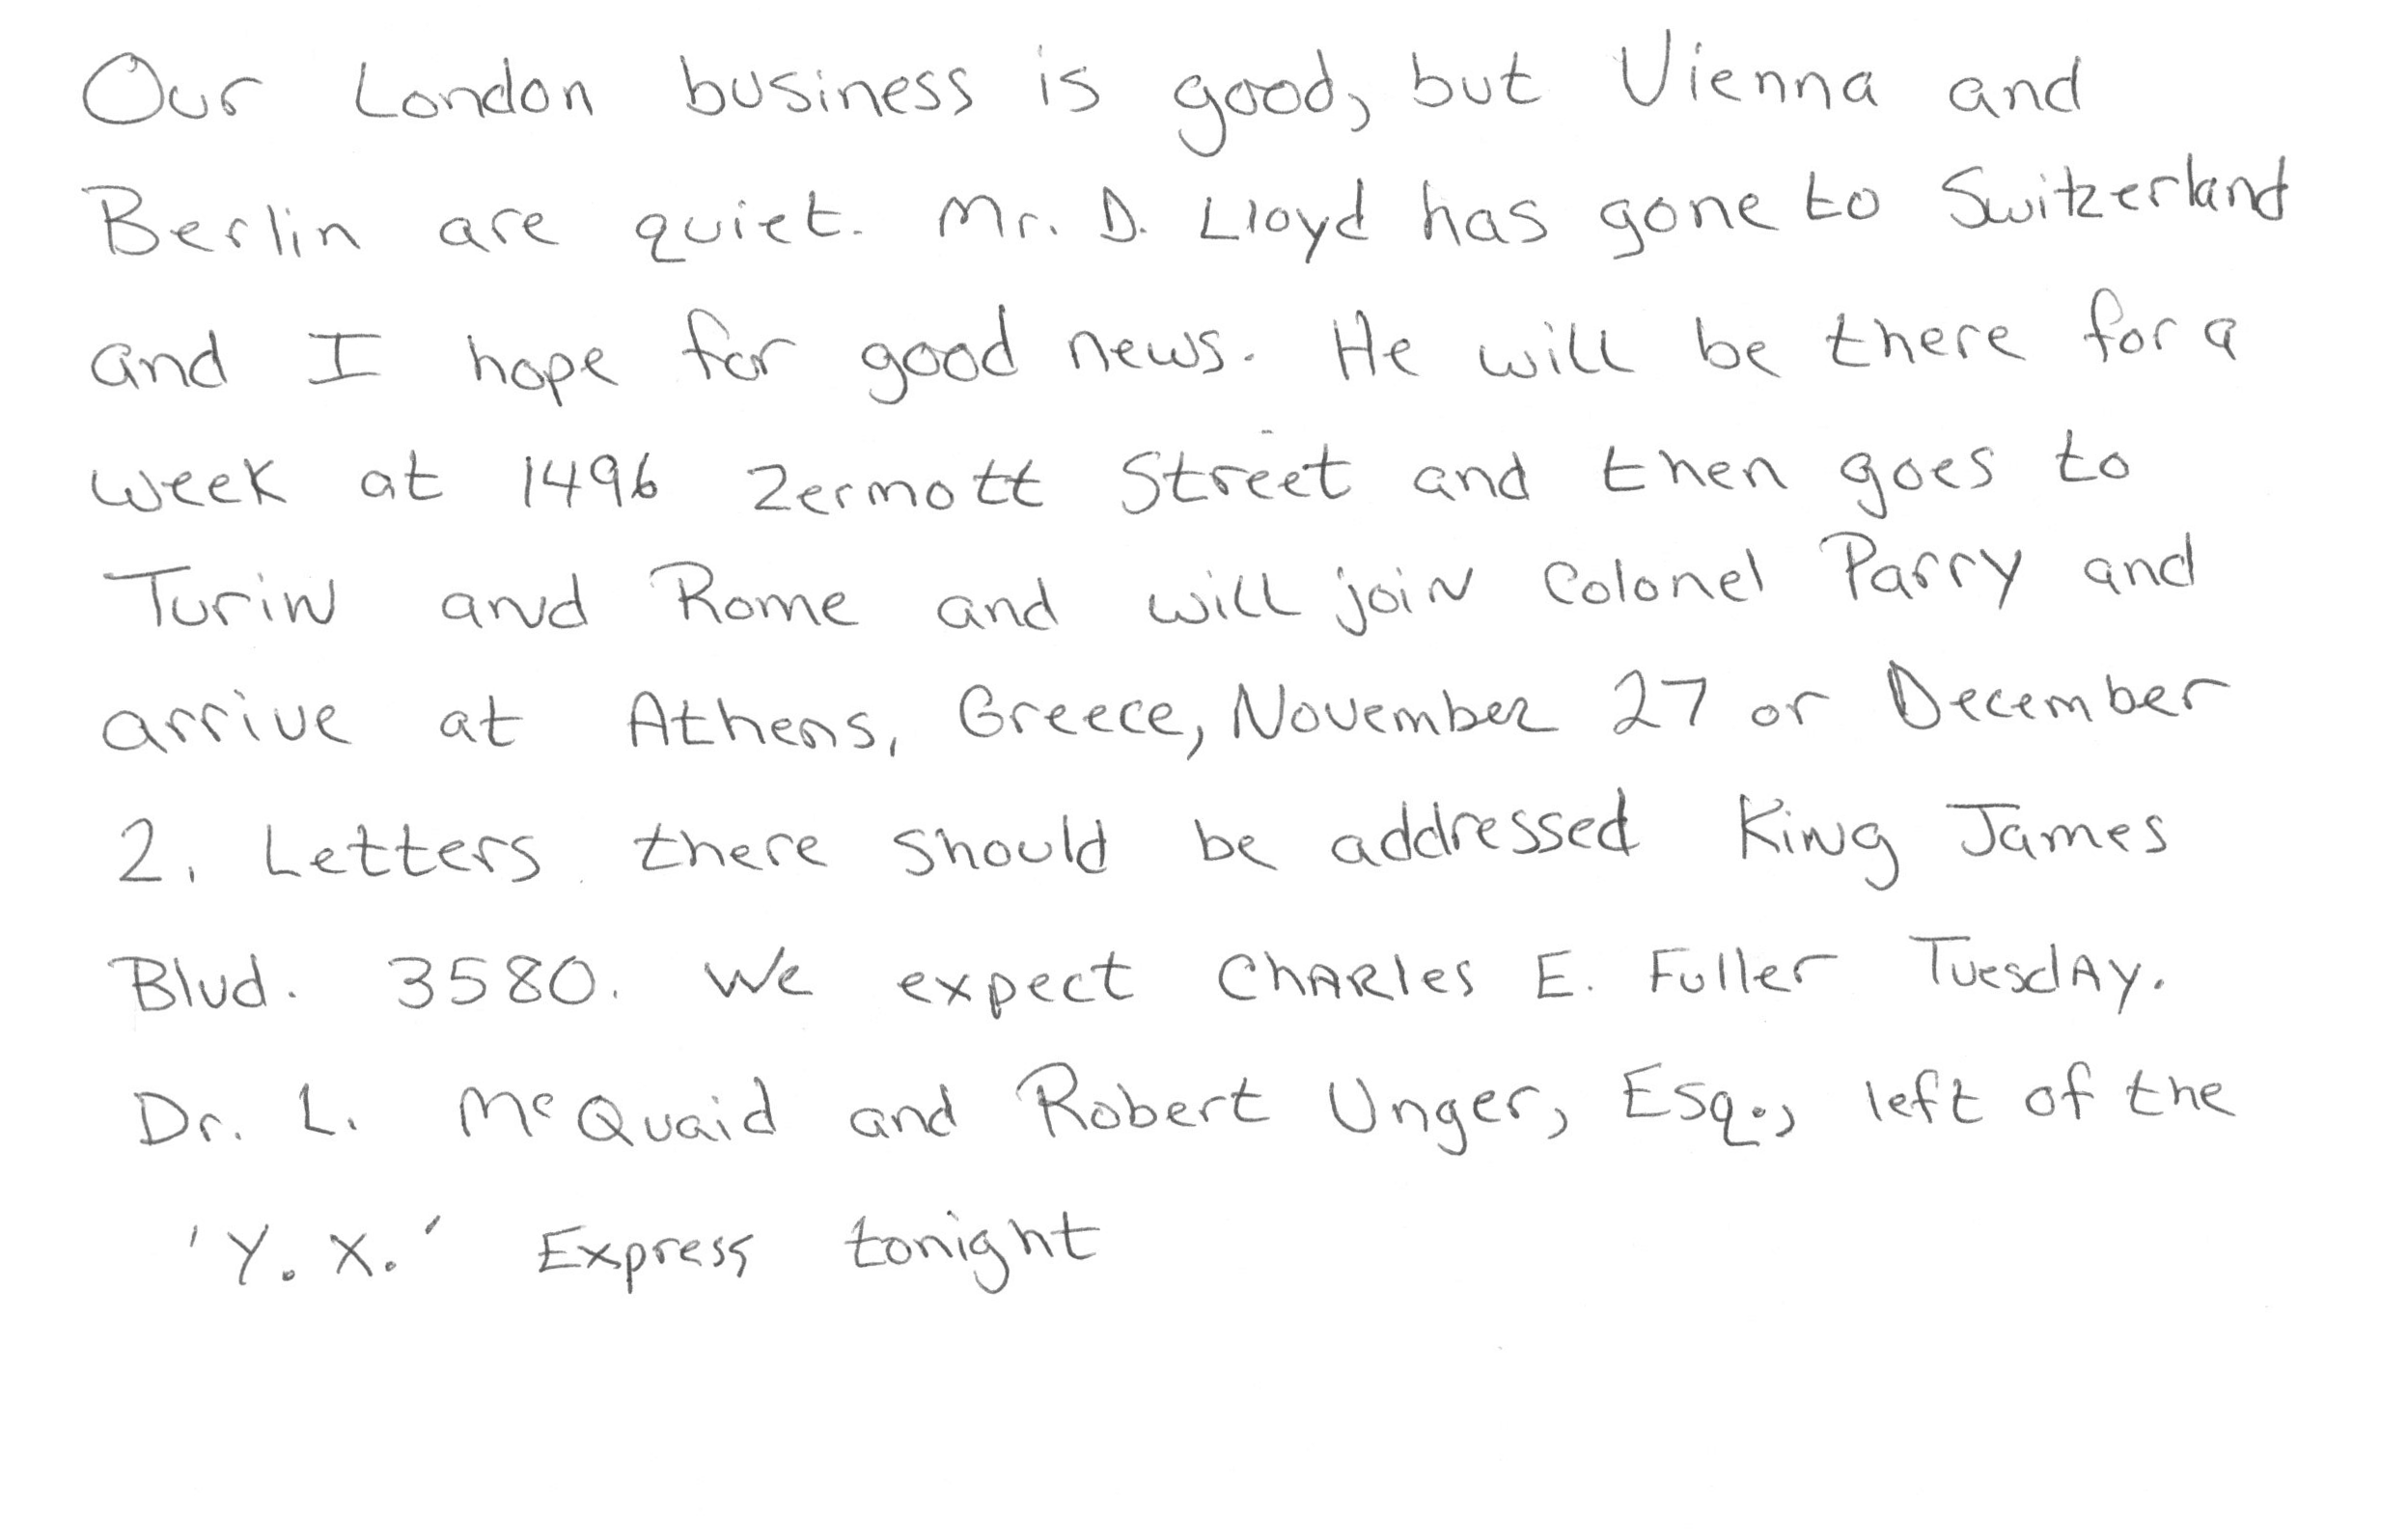 Our London business is good, but Vienna and
Berlin are quiet. Mr. D. Lloyd has gone to Switzerland
and I hope for good news. He will be there for a
week at 1496 Zermott Street and then goes to
Turin and Rome and will join Colonel Parry and
arrive at Athens, Greece, November 27 or December
2. Letters there should be addressed King James
Blvd. 3580. We expect Charles E. Fuller Tuesday.
Dr. L. McQuaid and Robert Unger, Esq., left of the
'Y. X.' Express tonight